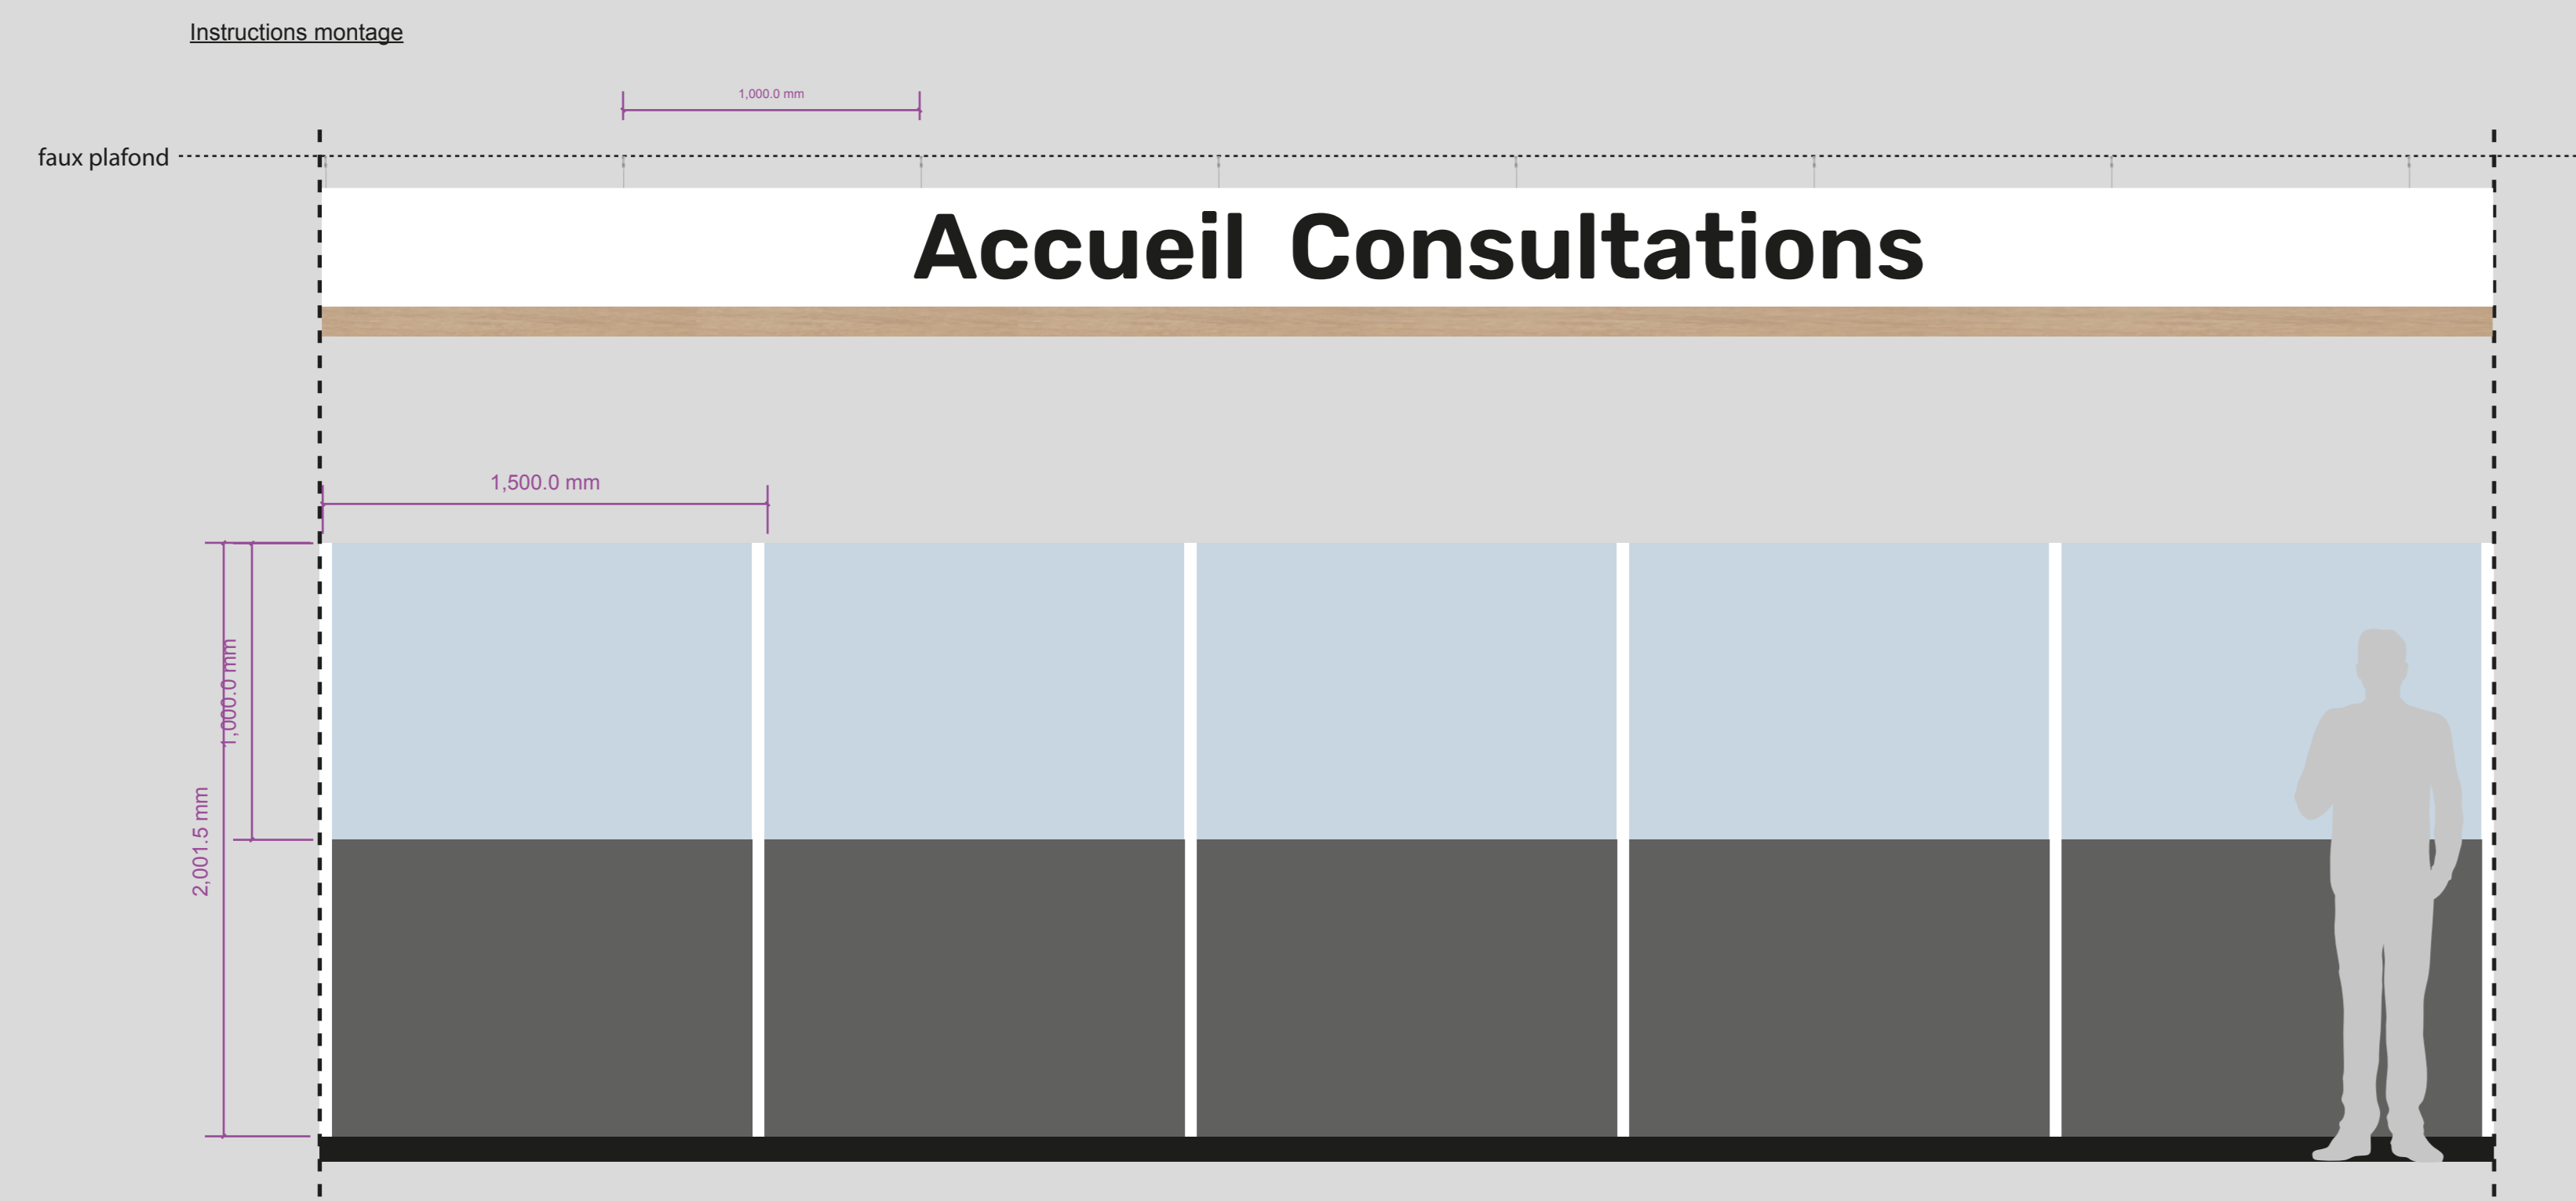 Instructions montage
1,000.0 mm
faux plafond
Accueil Consultations
1,500.0 mm
1,000.0 mm
2,001.5 mm